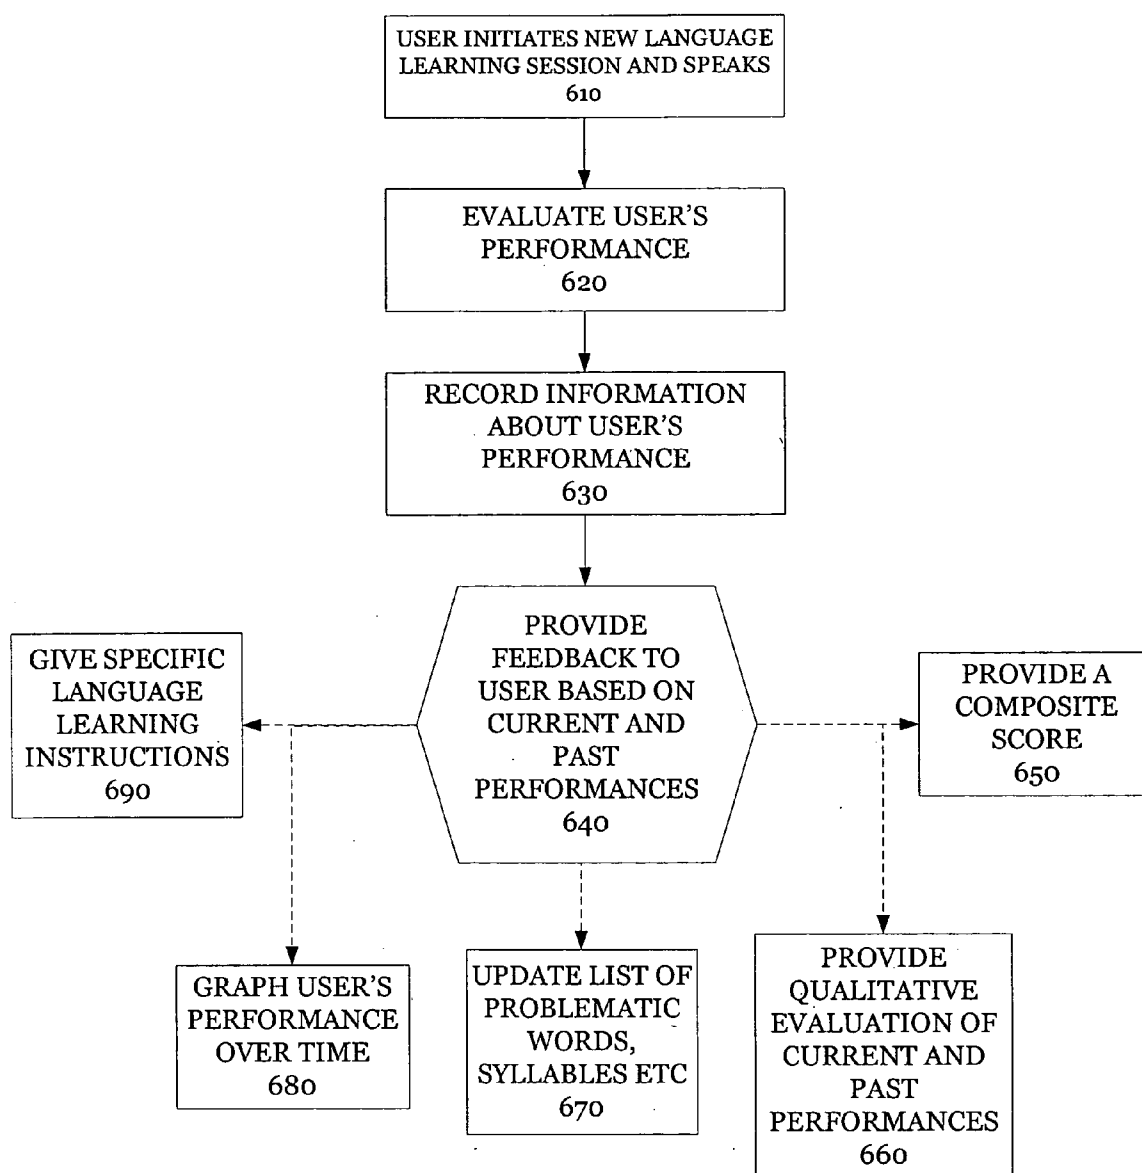 USER INITIATES NEW LANGUAGE
LEARNING SESSION AND SPEAKS
610
EVALUATE USER'S
PERFORMANCE
620
RECORD INFORMATION
ABOUT USER'S
PERFORMANCE
630
PROVIDE
FEEDBACK TO
USER BASED ON
CURRENT AND
PAST
PERFORMANCES
640
GIVE SPECIFIC
LANGUAGE
LEARNING
INSTRUCTIONS
690
PROVIDE A
COMPOSITE
SCORE
650
GRAPH USER'S
PERFORMANCE
OVER TIME
680
UPDATE LIST OF
PROBLEMATIC
WORDS,
SYLLABLES ETC
670
PROVIDE
QUALITATIVE
EVALUATION OF
CURRENT AND
PAST
PERFORMANCES
660